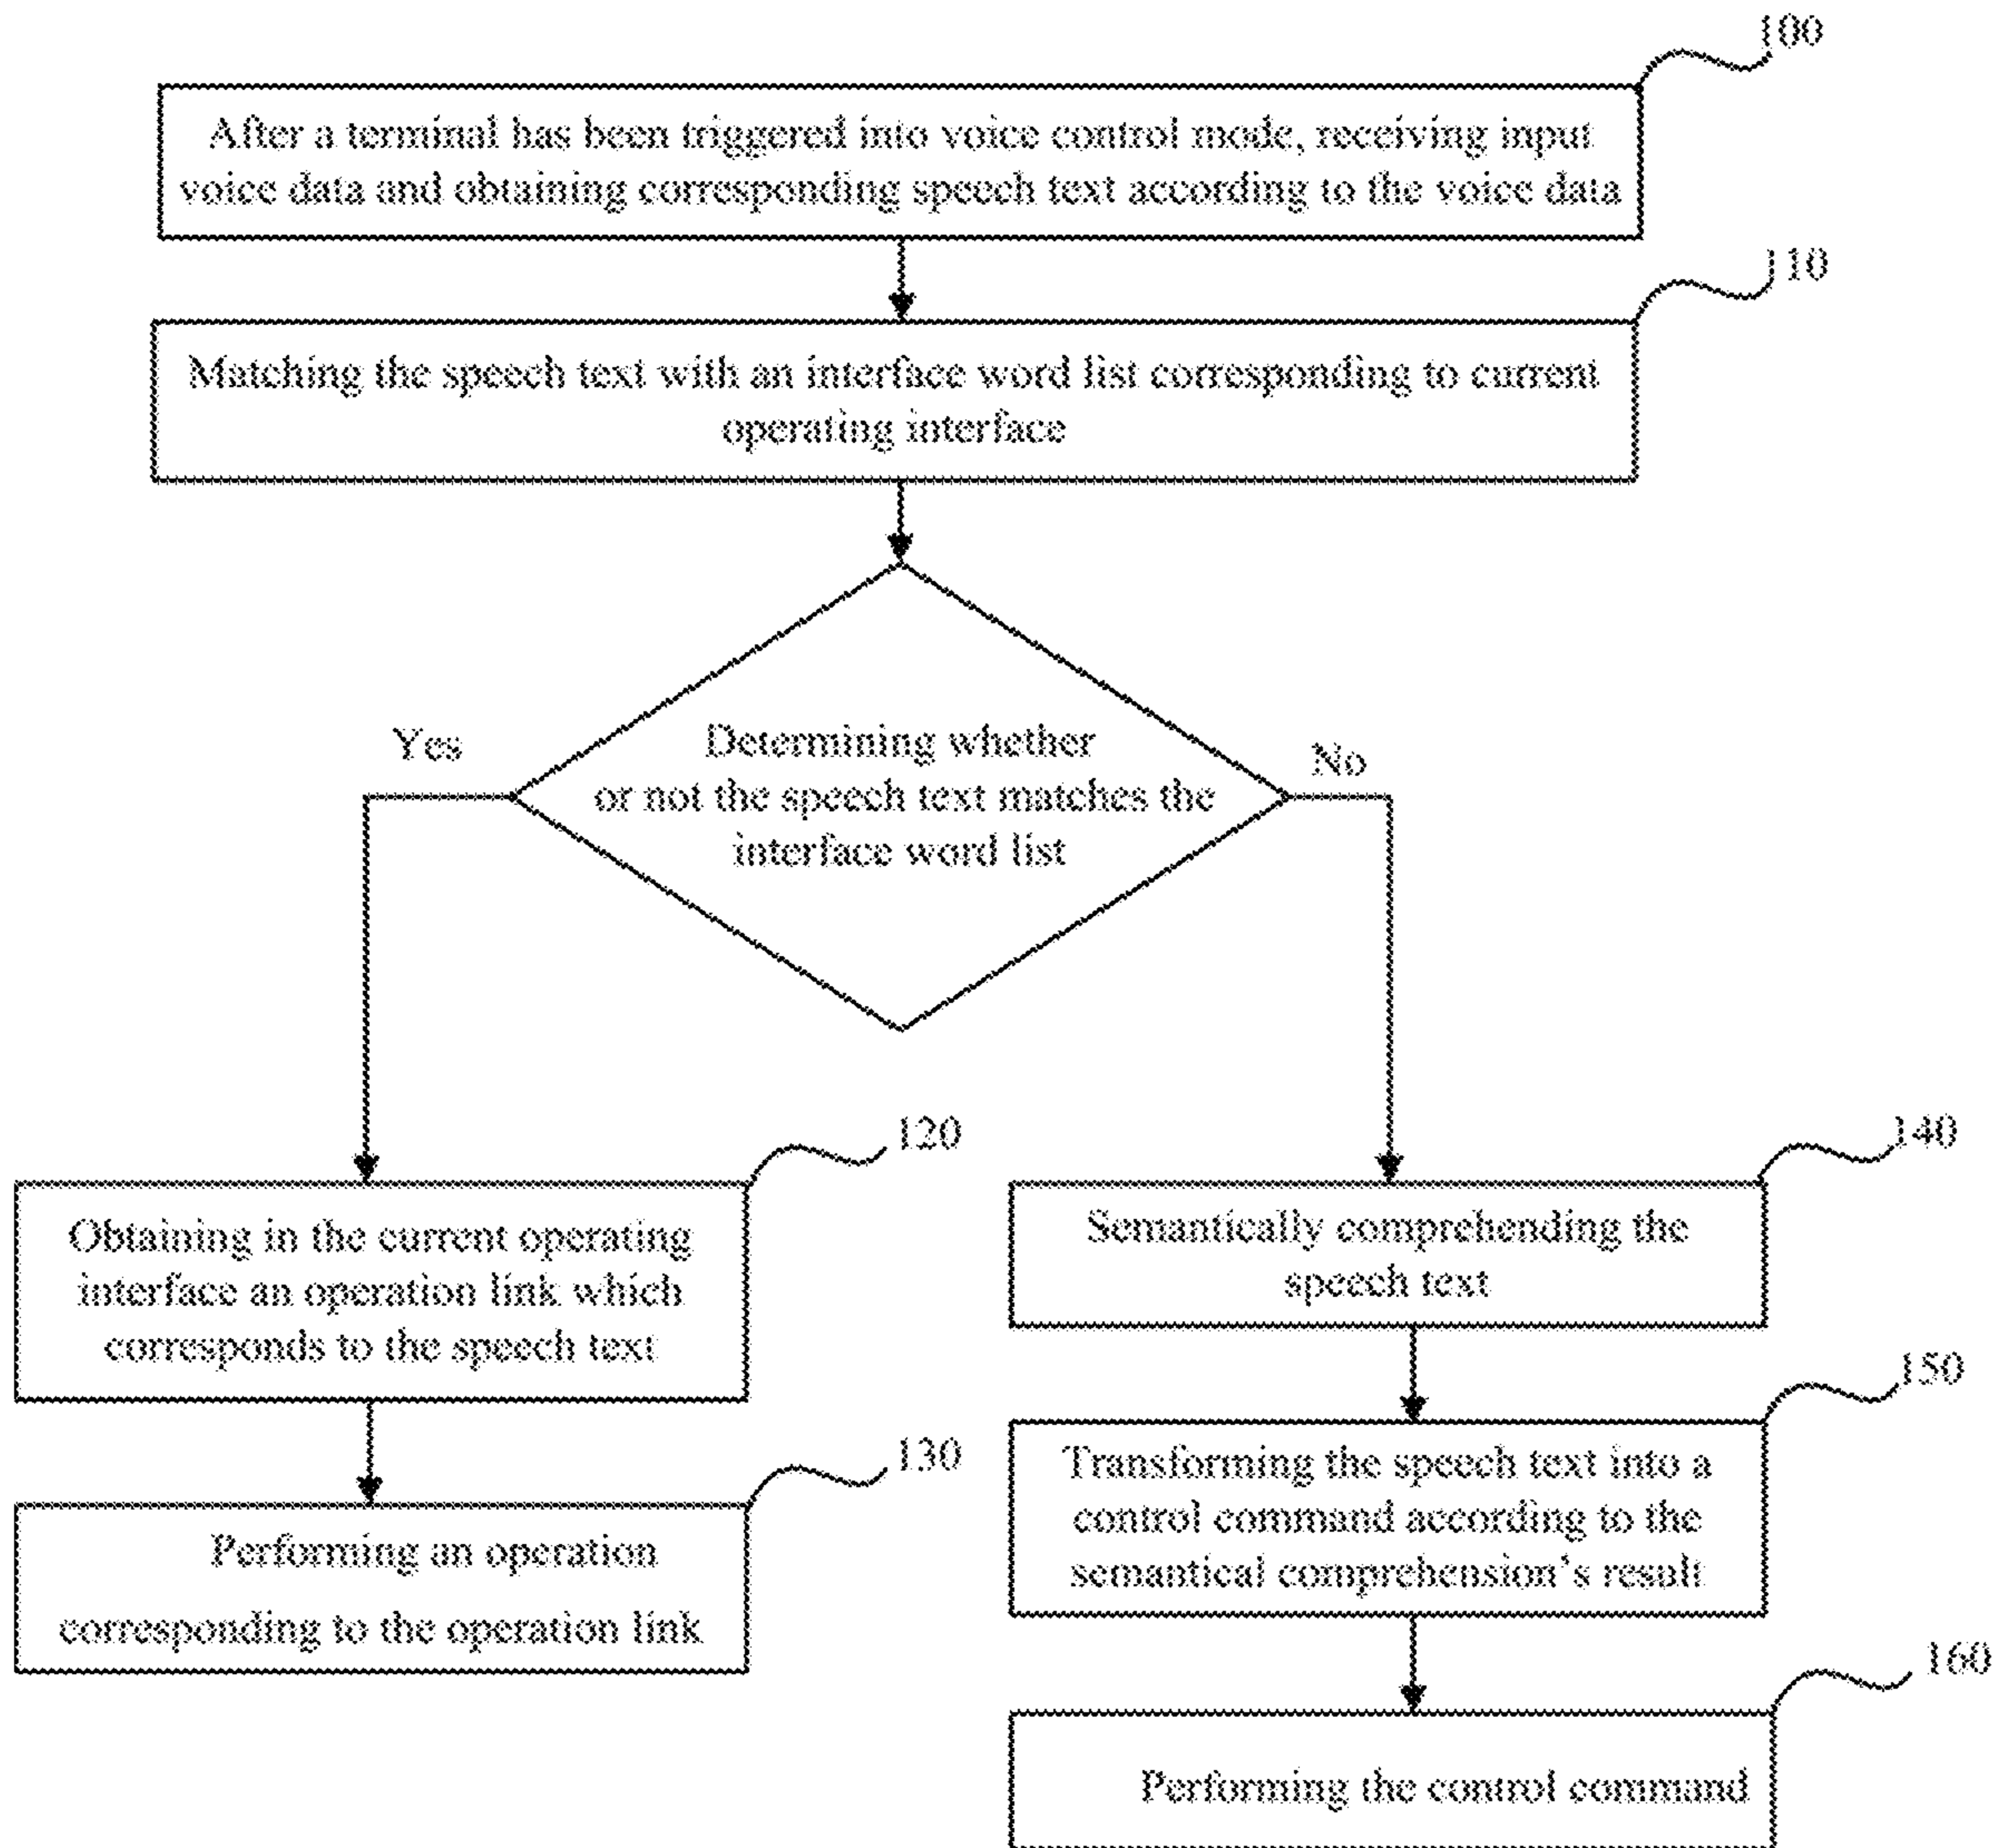 100
After a terminal has been triggered into voice control mode, receiving input
voice data and obtaining corresponding speech text according to the voice data
110
Matching the speech text with an interface word list corresponding to current
operating interface
Determining whether
or not the speech text matches the
interface word list
Yes
No
120
Obtaining in the current operating
interface an operation link which
corresponds to the speech text
130
Performing an operation
corresponding to the operation link
140
Semantically comprehending the
speech text
150
Transforming the speech text into a
control command according to the
semantical comprehension's result
160
Performing the control command